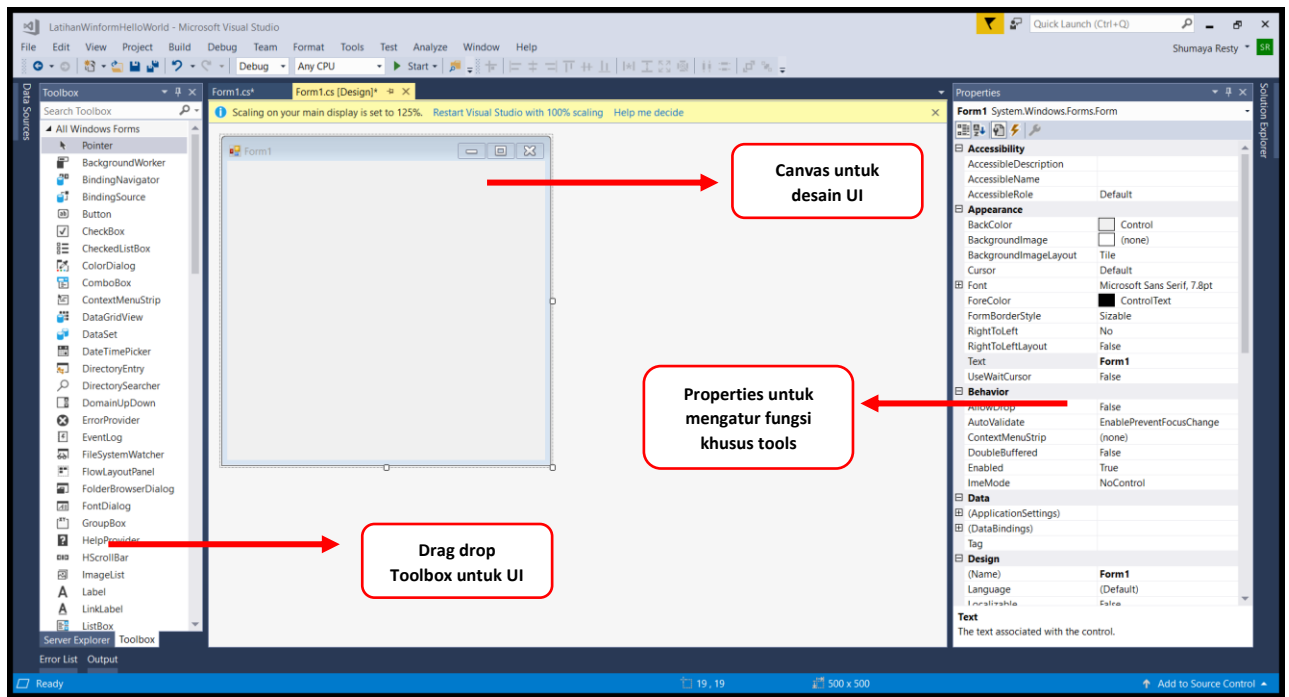 LatihanWinformHelloWorld - Microsoft Visual Studio
Quick Launch (Ctrl+Q)
File Edit View Project Build Debug Team Format Tools Test Analyze Window Help
Shumaya Resty
SR
Debug
Any CPU
Start
Data Sources
Toolbox
Search Toolbox
All Windows Forms
Pointer
BackgroundWorker
BindingNavigator
BindingSource
Button
CheckBox
CheckedListBox
ColorDialog
ComboBox
ContextMenuStrip
DataGridView
DataSet
DateTimePicker
DirectoryEntry
DirectorySearcher
DomainUpDown
ErrorProvider
EventLog
FileSystemWatcher
FlowLayoutPanel
FolderBrowserDialog
FontDialog
GroupBox
HelpProvider
HScrollBar
ImageList
Label
LinkLabel
ListBox
Server Explorer Toolbox
Error List Output
Form1.cs* Form1.cs [Design]*
Scaling on your main display is set to 125%. Restart Visual Studio with 100% scaling Help me decide
Form1
Canvas untuk
desain UI
Properties untuk
mengatur fungsi
khusus tools
Drag drop
Toolbox untuk UI
Properties
Form1 System.Windows.Forms.Form
Accessibility
AccessibleDescription
AccessibleName
AccessibleRole Default
Appearance
BackColor Control
BackgroundImage (none)
BackgroundImageLayout Tile
Cursor Default
Font Microsoft Sans Serif, 7.8pt
ForeColor ControlText
FormBorderStyle Sizable
RightToLeft No
RightToLeftLayout False
Text Form1
UseWaitCursor False
Behavior
AllowDrop False
AutoValidate EnablePreventFocusChange
ContextMenuStrip (none)
DoubleBuffered False
Enabled True
ImeMode NoControl
Data
(ApplicationSettings)
(DataBindings)
Tag
Design
(Name) Form1
Language (Default)
Localizable False
Text
The text associated with the control.
Solution Explorer
Ready
19 , 19
500 x 500
Add to Source Control